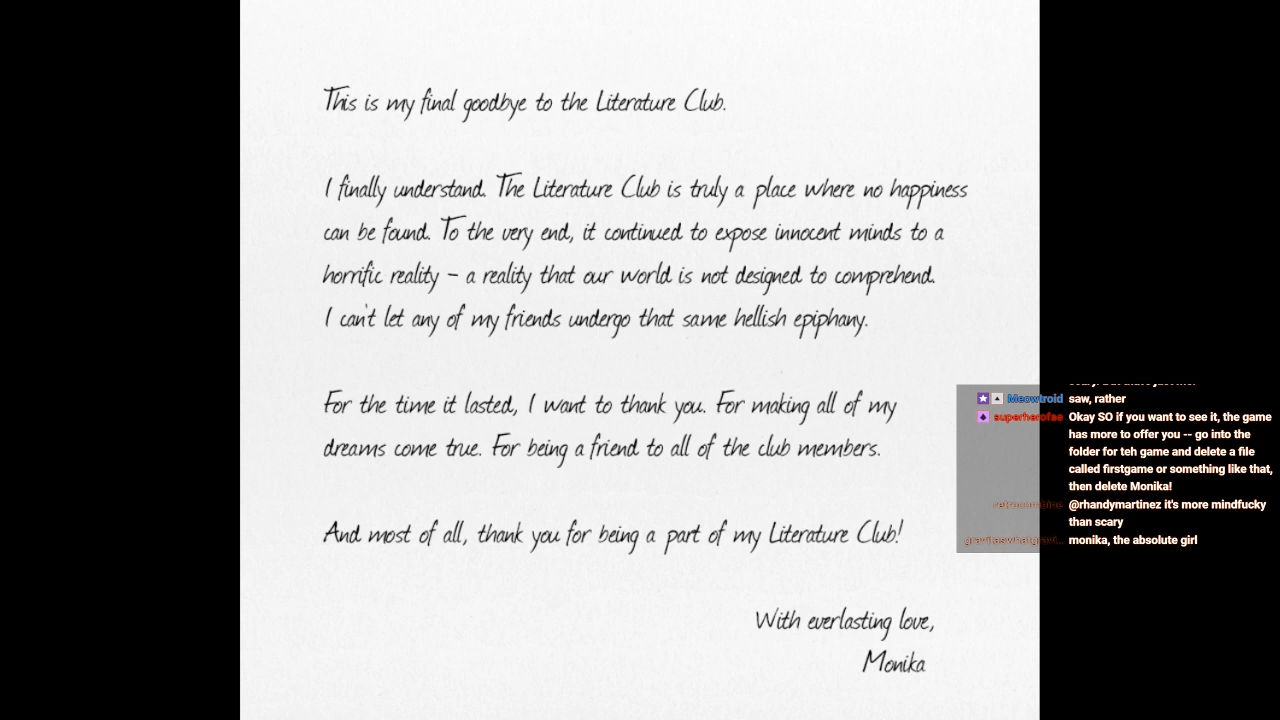 This is my final goodbye to the Literature Club.
I finally understand. The Literature Club is truly a place where no happiness
can be found. To the very end, it continued to expose innocent minds to a
horrific reality - a reality that our world is not designed to comprehend.
I can't let any of my friends undergo that same hellish epiphany.
For the time it lasted, I want to thank you. For making all of my
dreams come true. For being a friend to all of the club members.
And most of all, thank you for being a part of my Literature Club!
With everlasting love,
Monika
Meowtroid saw, rather
superherofae Okay SO if you want to see it, the game
has more to offer you -- go into the
folder for teh game and delete a file
called firstgame or something like that,
then delete Monika!
@rhandymartinez it's more mindfucky
than scary
monika, the absolute girl